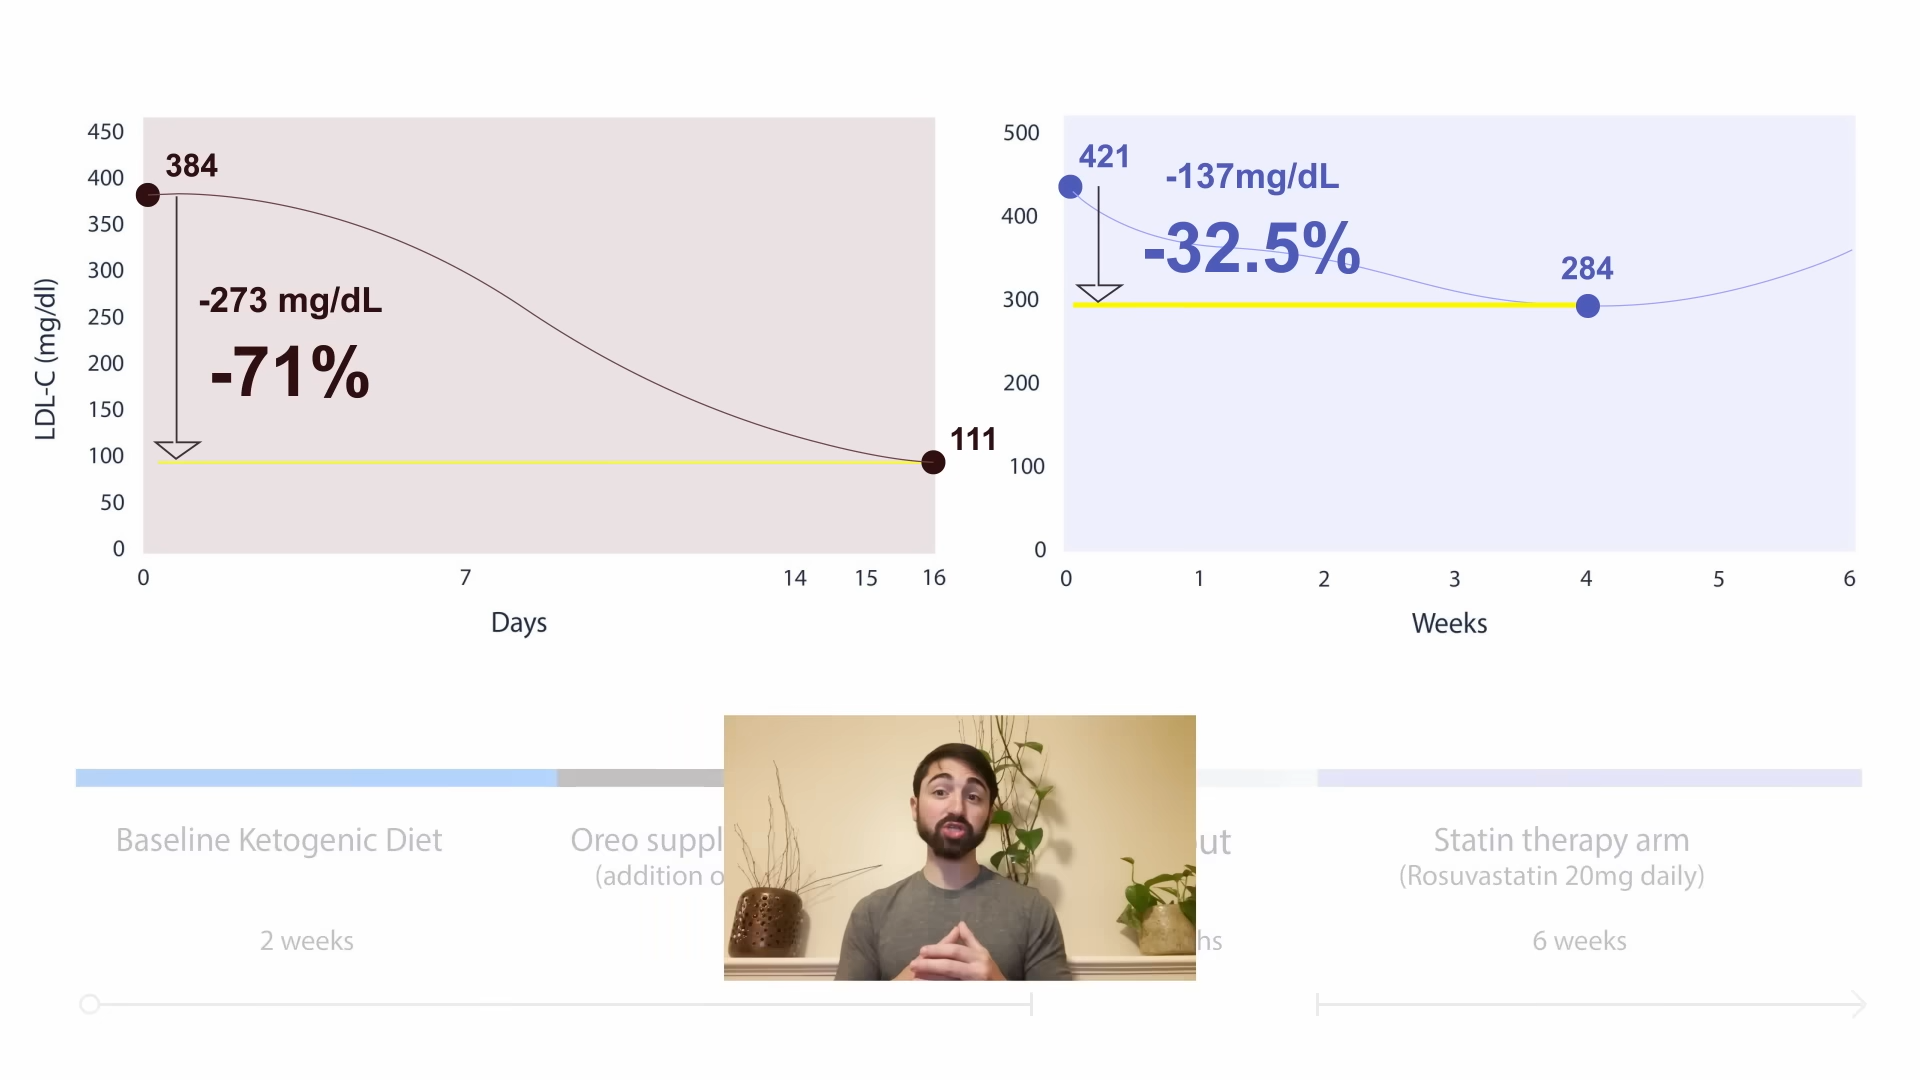 450
400
350
300
250
200
150
100
50
0
LDL-C (mg/dl)
384
-273 mg/dL
-71%
111
0 7 14 15 16
Days
500
400
300
200
100
0
421
-137mg/dL
-32.5%
284
0 1 2 3 4 5 6
Weeks
Baseline Ketogenic Diet
2 weeks
Oreo suppl
(addition o
ut
hs
Statin therapy arm
(Rosuvastatin 20mg daily)
6 weeks